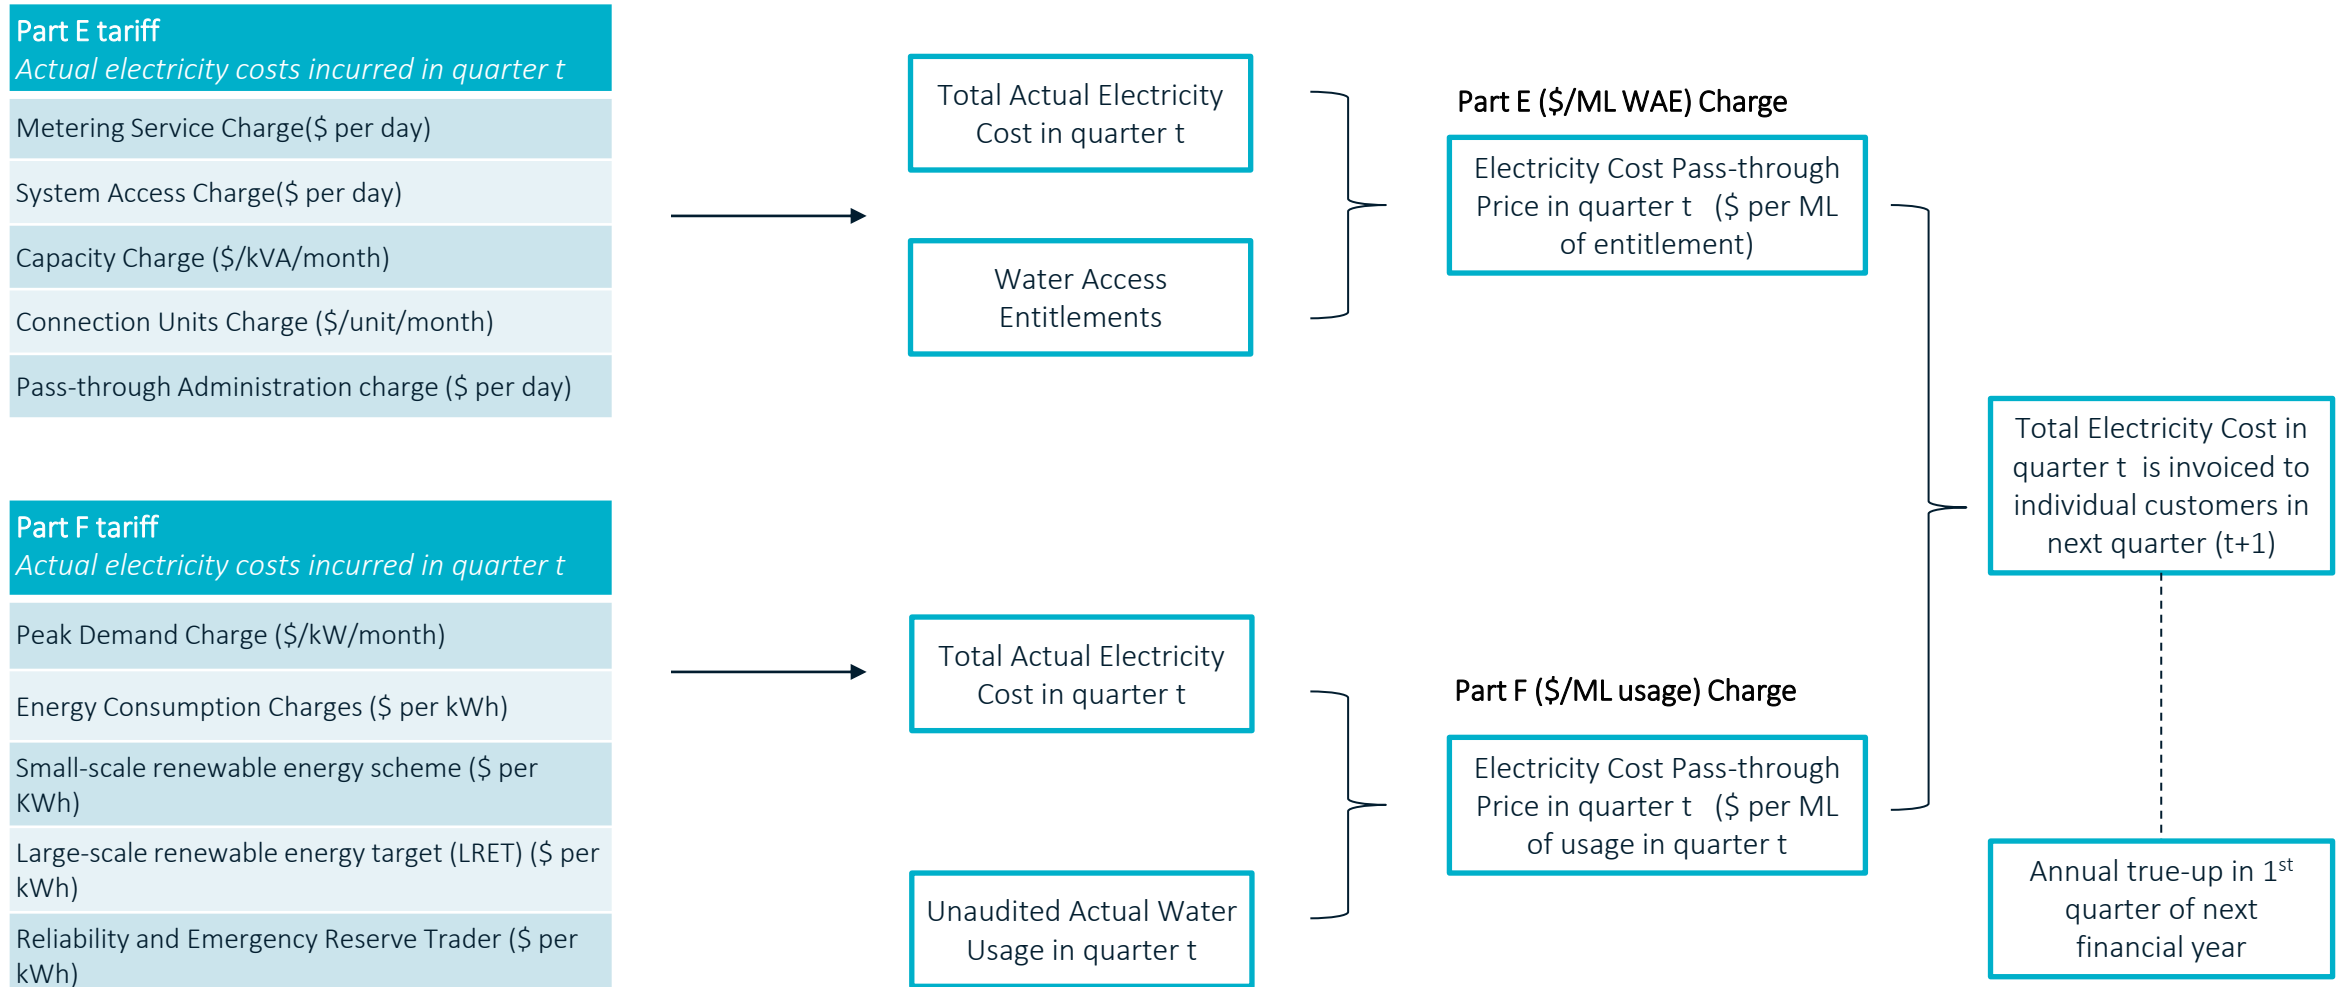 Part E tariff
Actual electricity costs incurred in quarter t
Metering Service Charge($ per day)
System Access Charge($ per day)
Capacity Charge ($/kVA/month)
Connection Units Charge ($/unit/month)
Pass-through Administration charge ($ per day)
Part F tariff
Actual electricity costs incurred in quarter t
Peak Demand Charge ($/kW/month)
Energy Consumption Charges ($ per kWh)
Small-scale renewable energy scheme ($ per
KWh)
Large-scale renewable energy target (LRET) ($ per
kWh)
Reliability and Emergency Reserve Trader ($ per
kWh)
Total Actual Electricity
Cost in quarter t
Water Access
Entitlements
Total Actual Electricity
Cost in quarter t
Unaudited Actual Water
Usage in quarter t
Part E ($/ML WAE) Charge
Electricity Cost Pass-through
Price in quarter t ($ per ML
of entitlement)
Part F ($/ML usage) Charge
Electricity Cost Pass-through
Price in quarter t ($ per ML
of usage in quarter t
Total Electricity Cost in
quarter t is invoiced to
individual customers in
next quarter (t+1)
Annual true-up in 1st
quarter of next
financial year